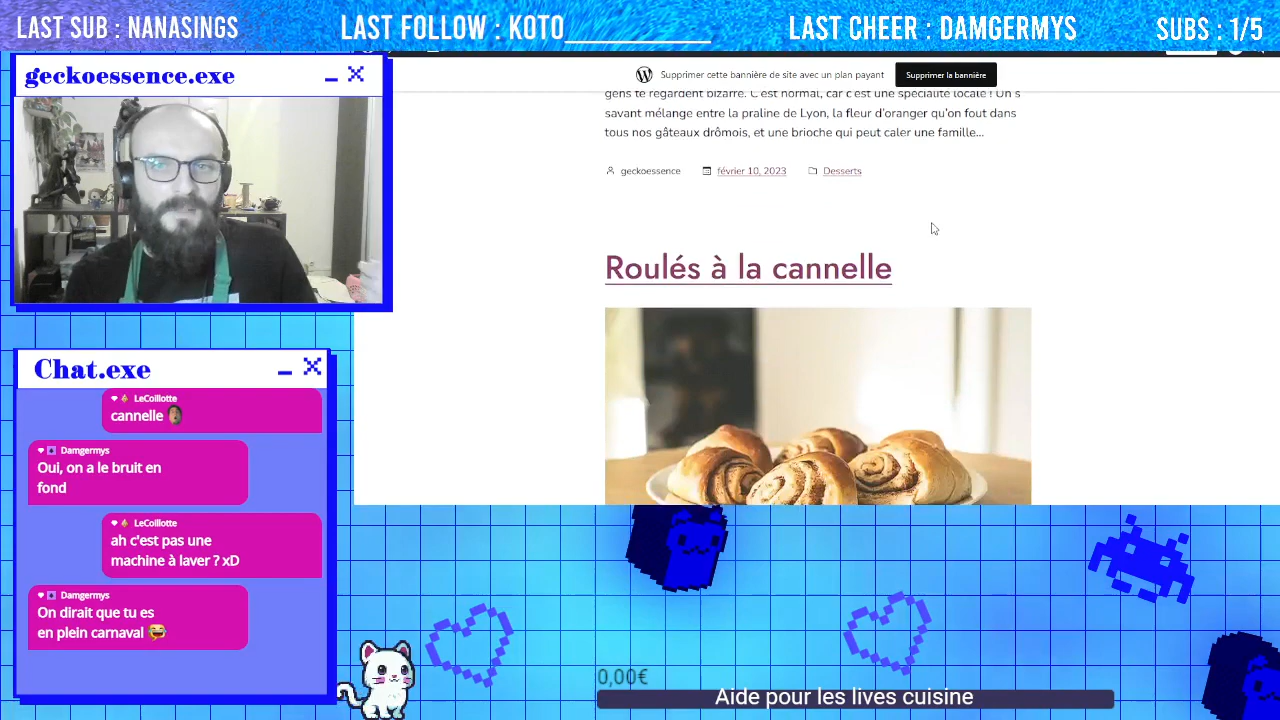 LAST SUB : NANASINGS
LAST FOLLOW : KOTO__________
LAST CHEER : DAMGERMYS
SUBS : 1/5
geckoessence.exe
Supprimer cette bannière de site avec un plan payant
Supprimer la bannière
gens te regardent bizarre. C'est normal, car c'est une spécialité locale ! Un s
savant mélange entre la praline de Lyon, la fleur d'oranger qu'on fout dans
tous nos gâteaux drômois, et une brioche qui peut caler une famille…
geckoessence
février 10, 2023
Desserts
Roulés à la cannelle
Chat.exe
LeCoillotte
cannelle
Damgermys
Oui, on a le bruit en
fond
LeCoillotte
ah c'est pas une
machine à laver ? xD
Damgermys
On dirait que tu es
en plein carnaval
0,00€
Aide pour les lives cuisine